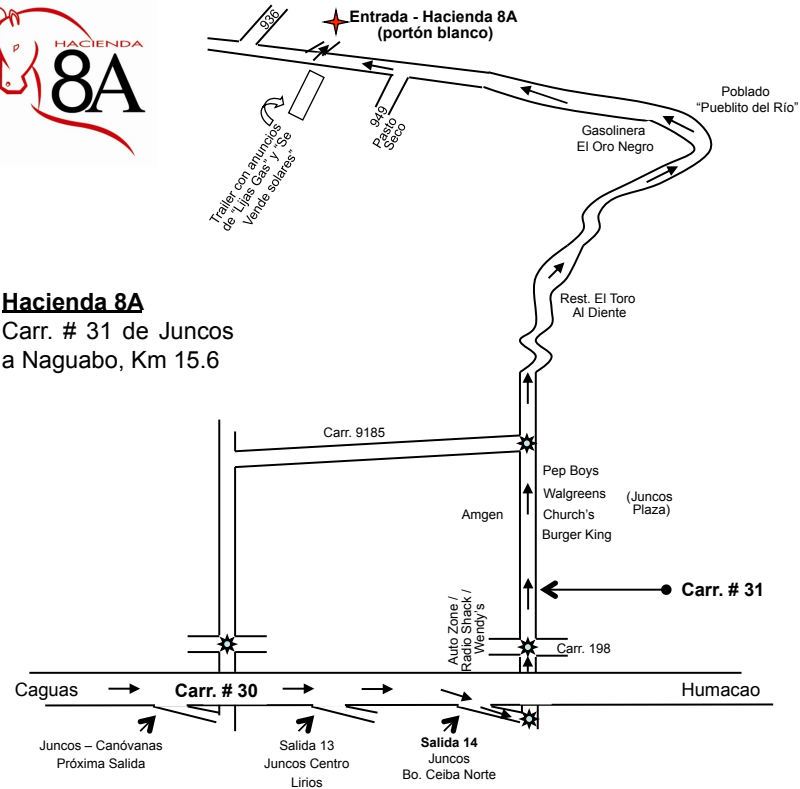 HACIENDA
8A
936
Entrada - Hacienda 8A
(portón blanco)
949
Pasto
Seco
Trailer con anuncios
de “Lijas Gas” y “Se
Vende solares”
Poblado
“Pueblito del Río”
Gasolinera
El Oro Negro
Rest. El Toro
Al Diente
Hacienda 8A
Carr. # 31 de Juncos
a Naguabo, Km 15.6
Carr. 9185
Pep Boys
Walgreens
Church’s
Burger King
(Juncos
Plaza)
Amgen
Carr. # 31
Auto Zone /
Radio Shack /
Wendy’s
Carr. 198
Caguas
Carr. # 30
Humacao
Juncos – Canóvanas
Próxima Salida
Salida 13
Juncos Centro
Lirios
Salida 14
Juncos
Bo. Ceiba Norte